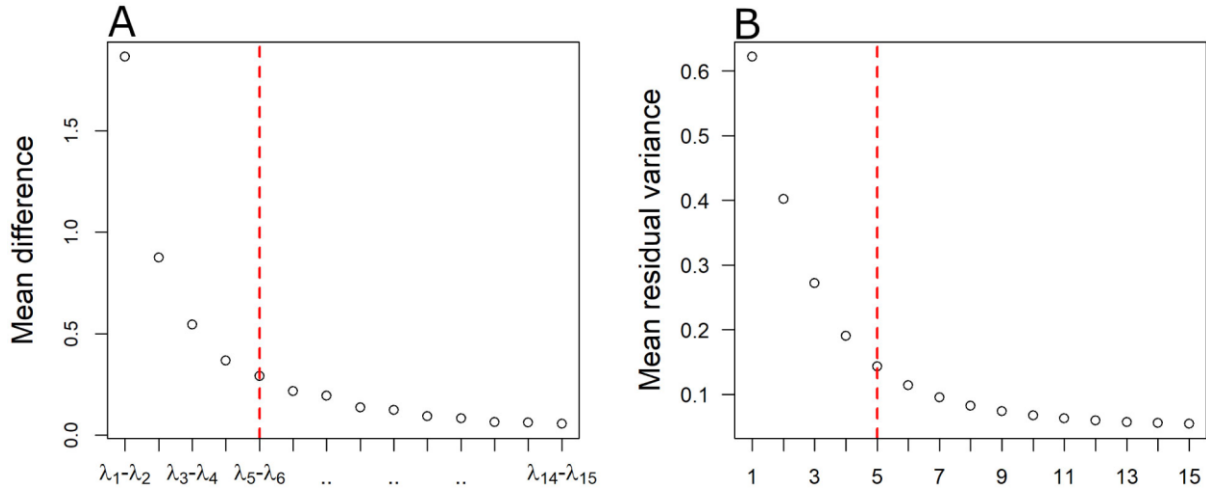 A
Mean difference
1.5
1.0
0.5
0.0
λ1-λ2 λ3-λ4 λ5-λ6 .. .. .. λ14-λ15
B
Mean residual variance
0.6
0.5
0.4
0.3
0.2
0.1
1 3 5 7 9 11 13 15